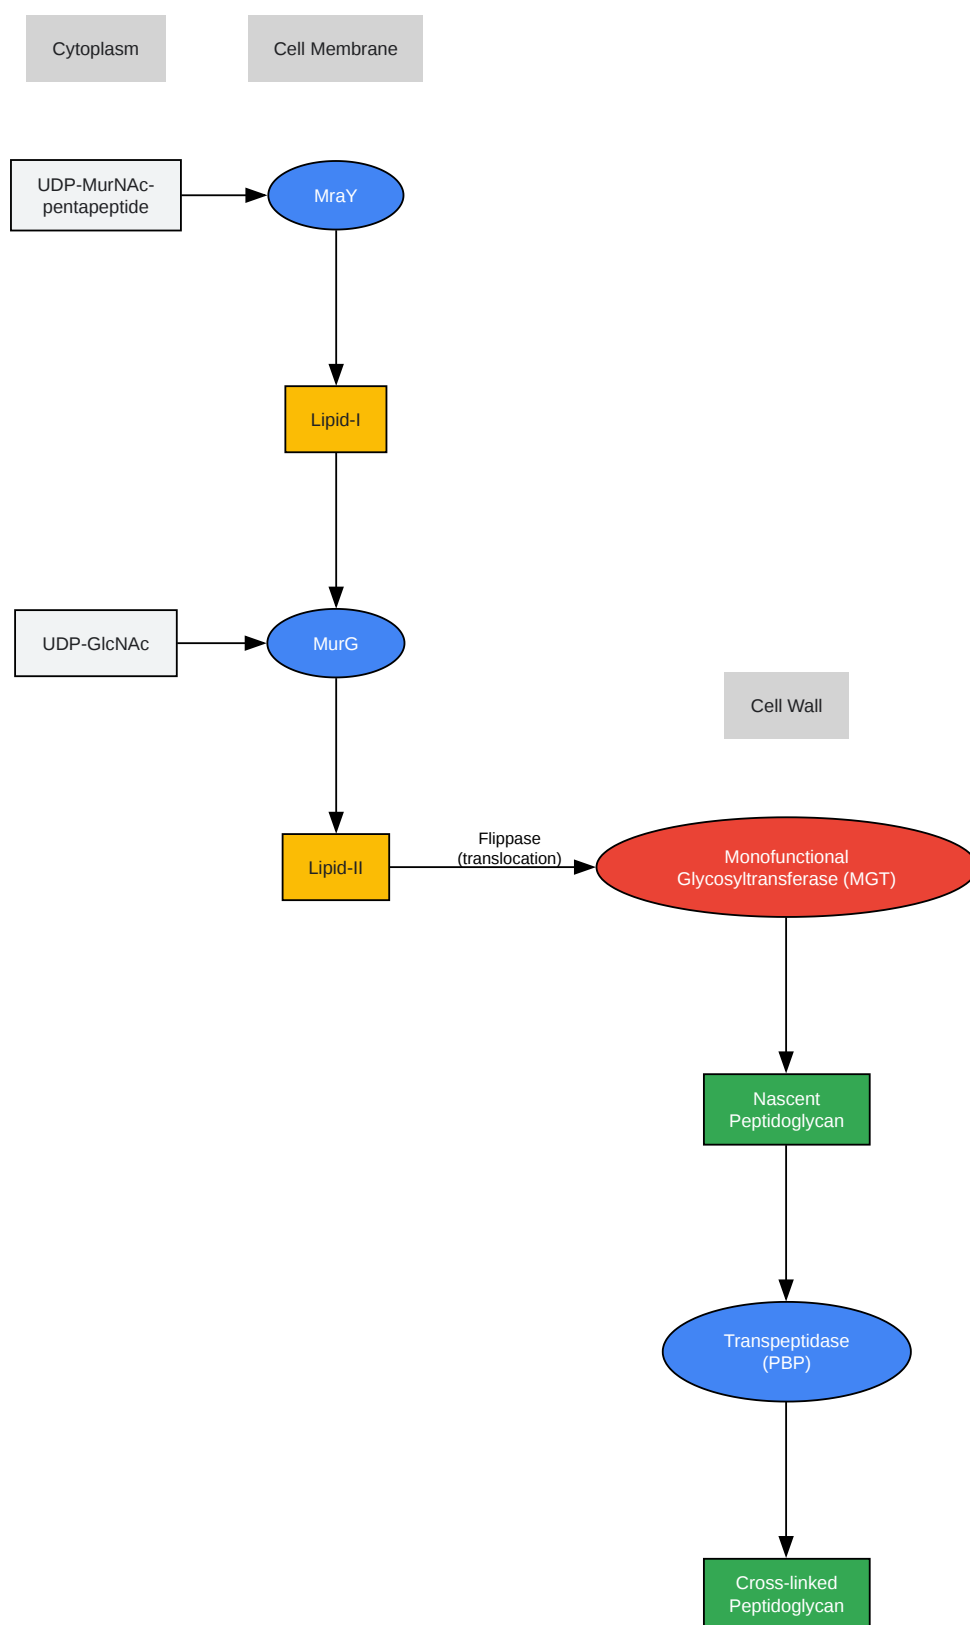 Cytoplasm
Cell Membrane
UDP-MurNAc-
pentapeptide
MraY
Lipid-I
UDP-GlcNAc
MurG
Cell Wall
Lipid-II
Flippase
(translocation)
Monofunctional
Glycosyltransferase (MGT)
Nascent
Peptidoglycan
Transpeptidase
(PBP)
Cross-linked
Peptidoglycan